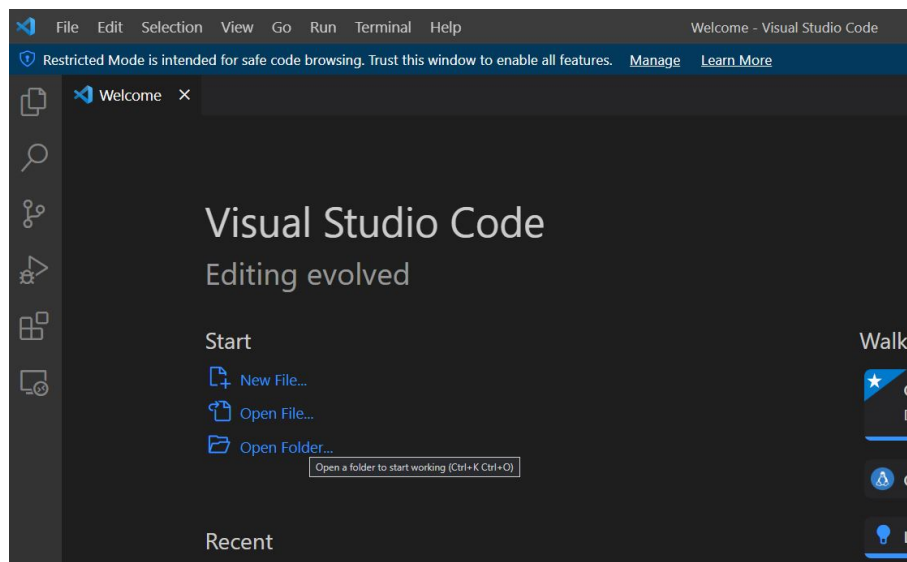 File Edit Selection View Go Run Terminal Help Welcome - Visual Studio Code
Restricted Mode is intended for safe code browsing. Trust this window to enable all features. Manage Learn More
Welcome
Visual Studio Code
Editing evolved
Start
New File...
Open File...
Open Folder...
Open a folder to start working (Ctrl+K Ctrl+O)
Recent
Walk